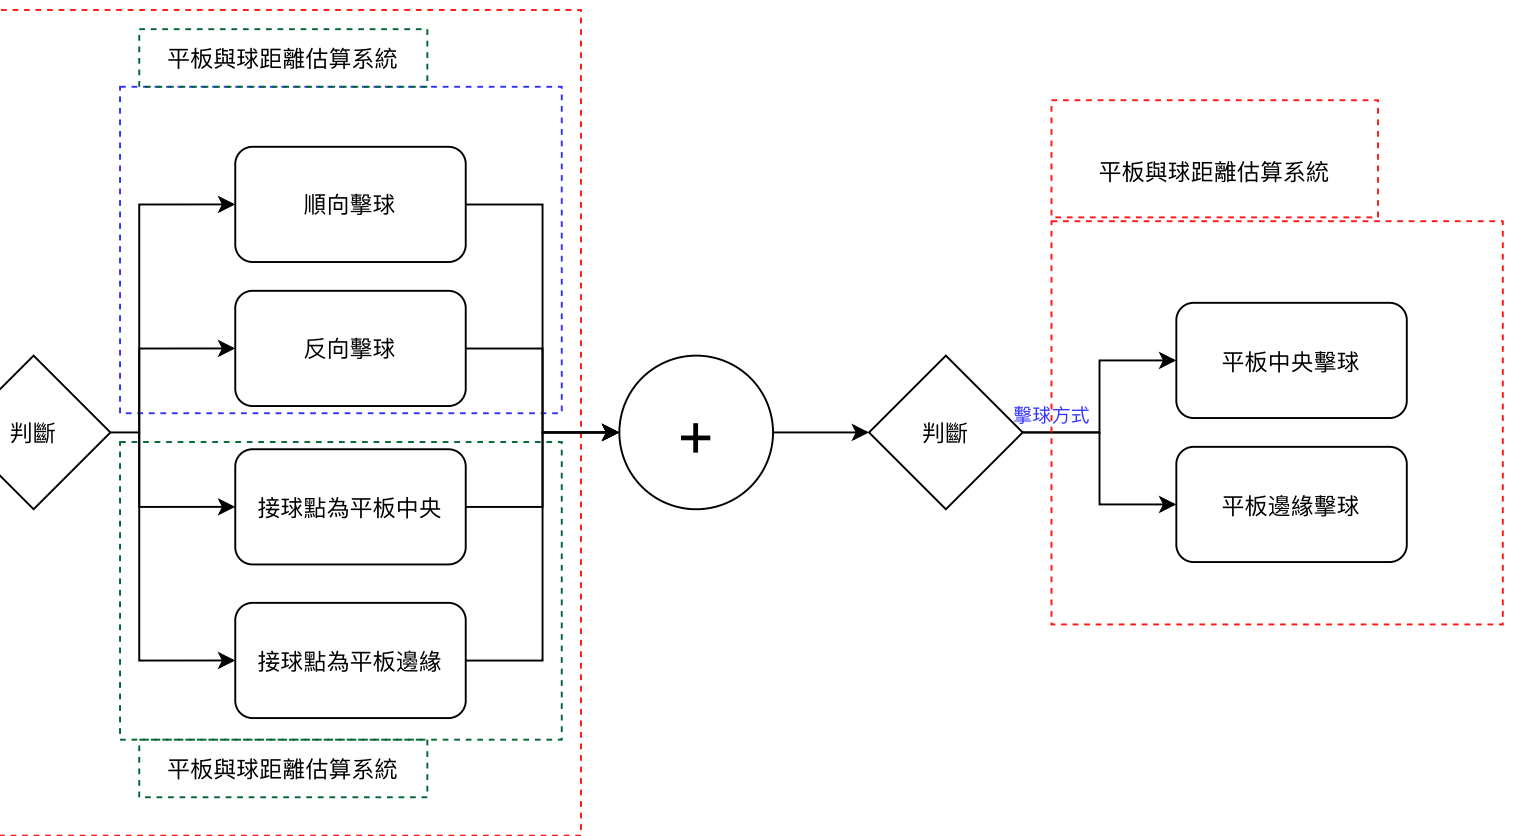 平板與球距離估算系統
順向擊球
反向擊球
判斷
接球點為平板中央
接球點為平板邊緣
平板與球距離估算系統
+
判斷
擊球方式
平板與球距離估算系統
平板中央擊球
平板邊緣擊球